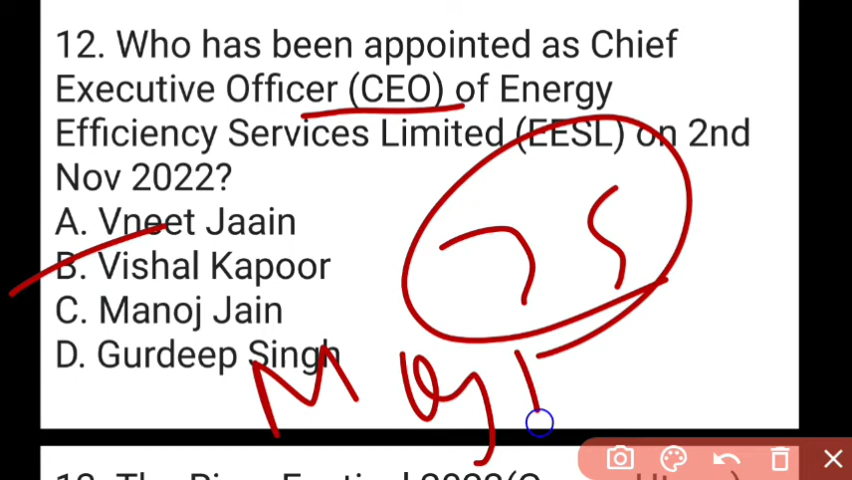 12. Who has been appointed as Chief
Executive Officer (CEO) of Energy
Efficiency Services Limited (EESL) on 2nd
Nov 2022?
A. Vneet Jaain
B. Vishal Kapoor
C. Manoj Jain
D. Gurdeep Singh